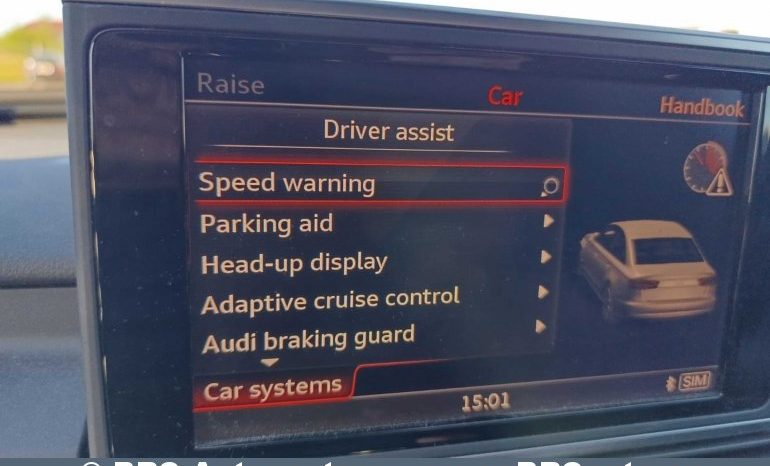 Raise Car Handbook
Driver assist
Speed warning
Parking aid
Head-up display
Adaptive cruise control
Audi braking guard
Car systems
15:01
SIM